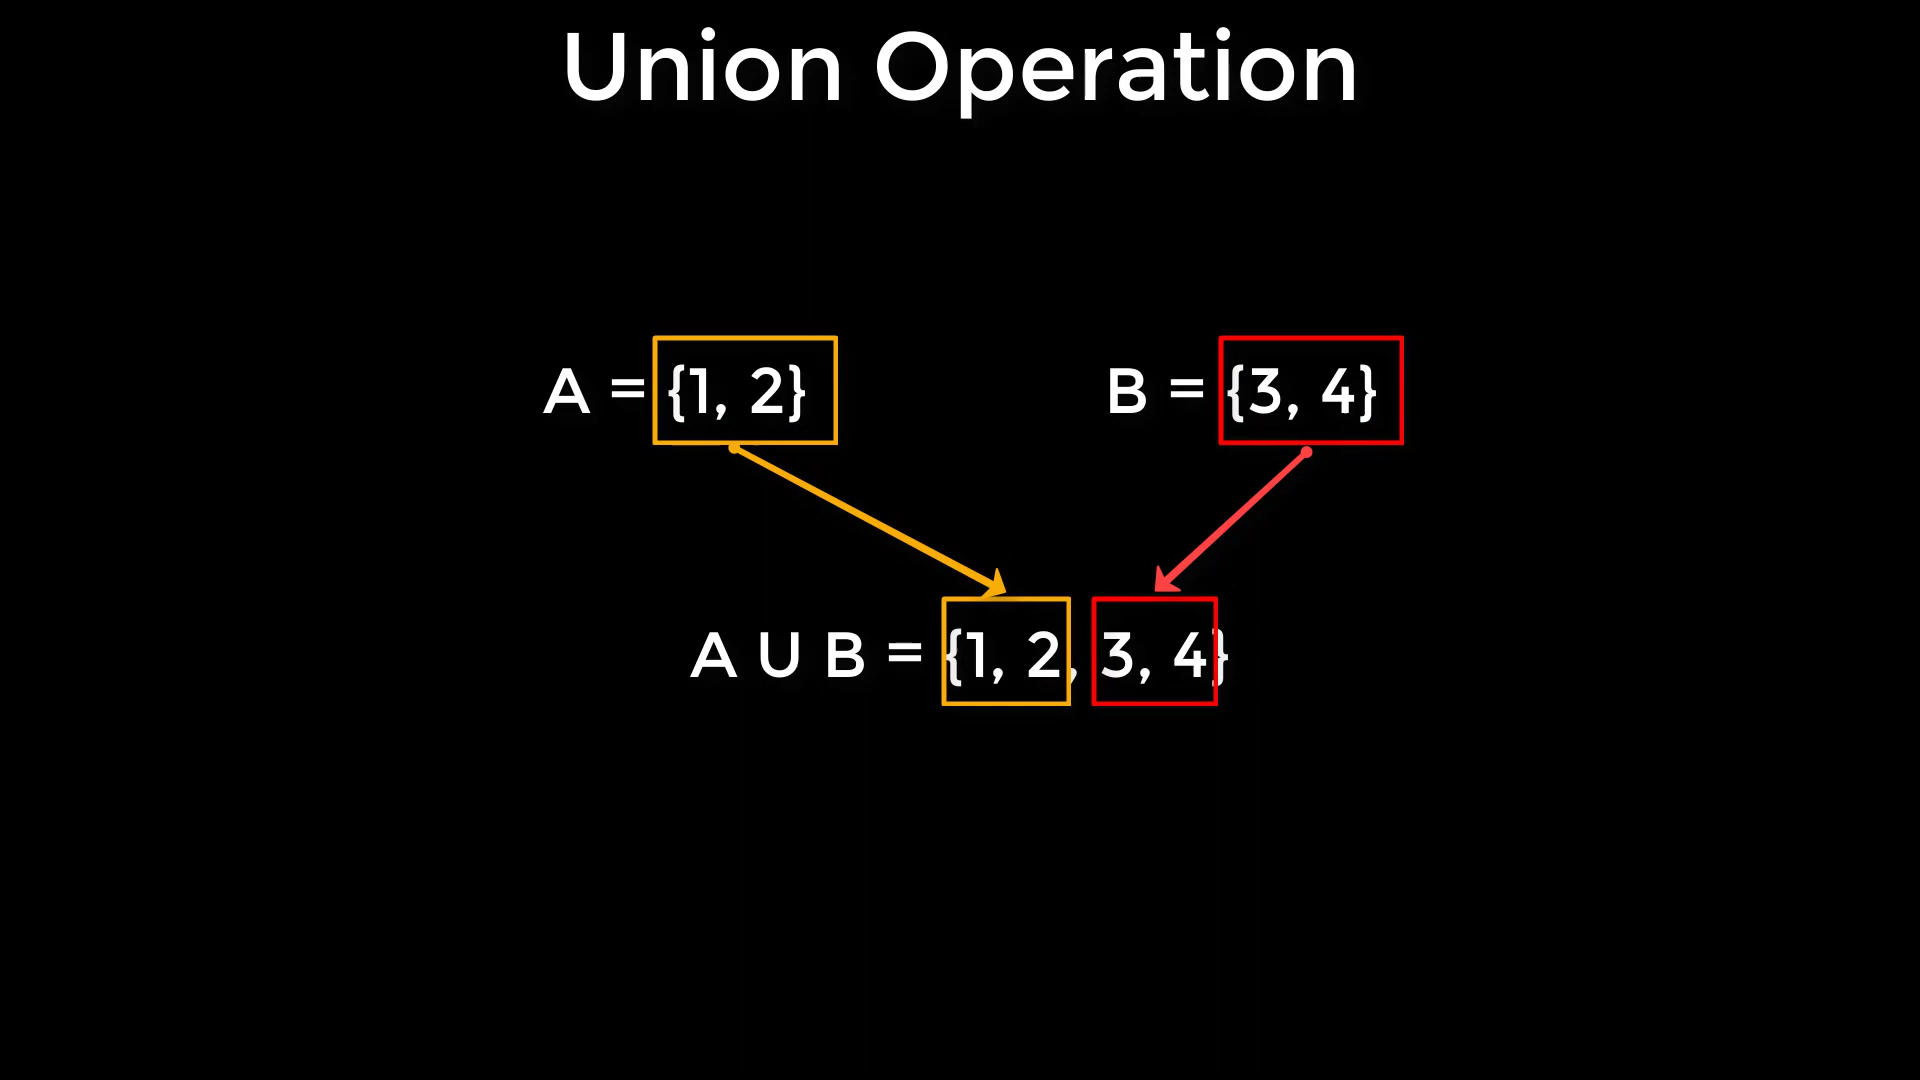 Union Operation
A = {1, 2}
B = {3, 4}
A U B = {1, 2, 3, 4}